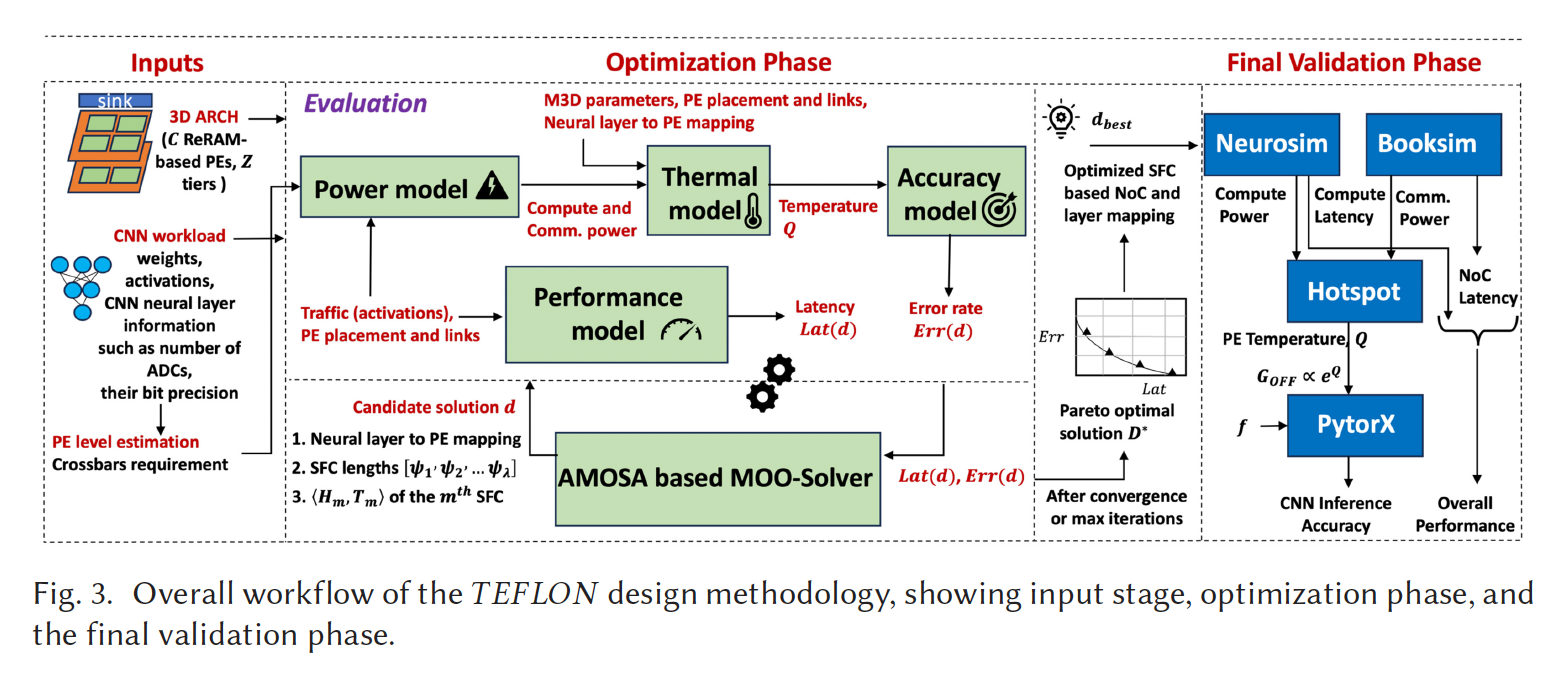 Inputs
Optimization Phase
Final Validation Phase
sink
3D ARCH
(C ReRAM-
based PEs, Z
tiers )
CNN workload
weights,
activations,
CNN neural layer
information
such as number of
ADCs,
their bit precision
PE level estimation
Crossbars requirement
Evaluation
M3D parameters, PE placement and links,
Neural layer to PE mapping
Power model
Compute and
Comm. power
Thermal
model
Temperature
Q
Accuracy
model
Traffic (activations),
PE placement and links
Performance
model
Latency
Lat(d)
Error rate
Err(d)
Candidate solution d
1. Neural layer to PE mapping
2. SFC lengths [ψ₁, ψ₂, … ψ_λ]
3. ⟨H_m, T_m⟩ of the m^th SFC
AMOSA based MOO-Solver
Lat(d), Err(d)
d_best
Optimized SFC
based NoC and
layer mapping
Err
Lat
Pareto optimal
solution D*
After convergence
or max iterations
Neurosim
Booksim
Compute
Power
Compute
Latency
Comm.
Power
Hotspot
NoC
Latency
PE Temperature, Q
G_OFF ∝ e^Q
f
PytorX
CNN Inference
Accuracy
Overall
Performance
Fig. 3. Overall workflow of the TEFLON design methodology, showing input stage, optimization phase, and
the final validation phase.